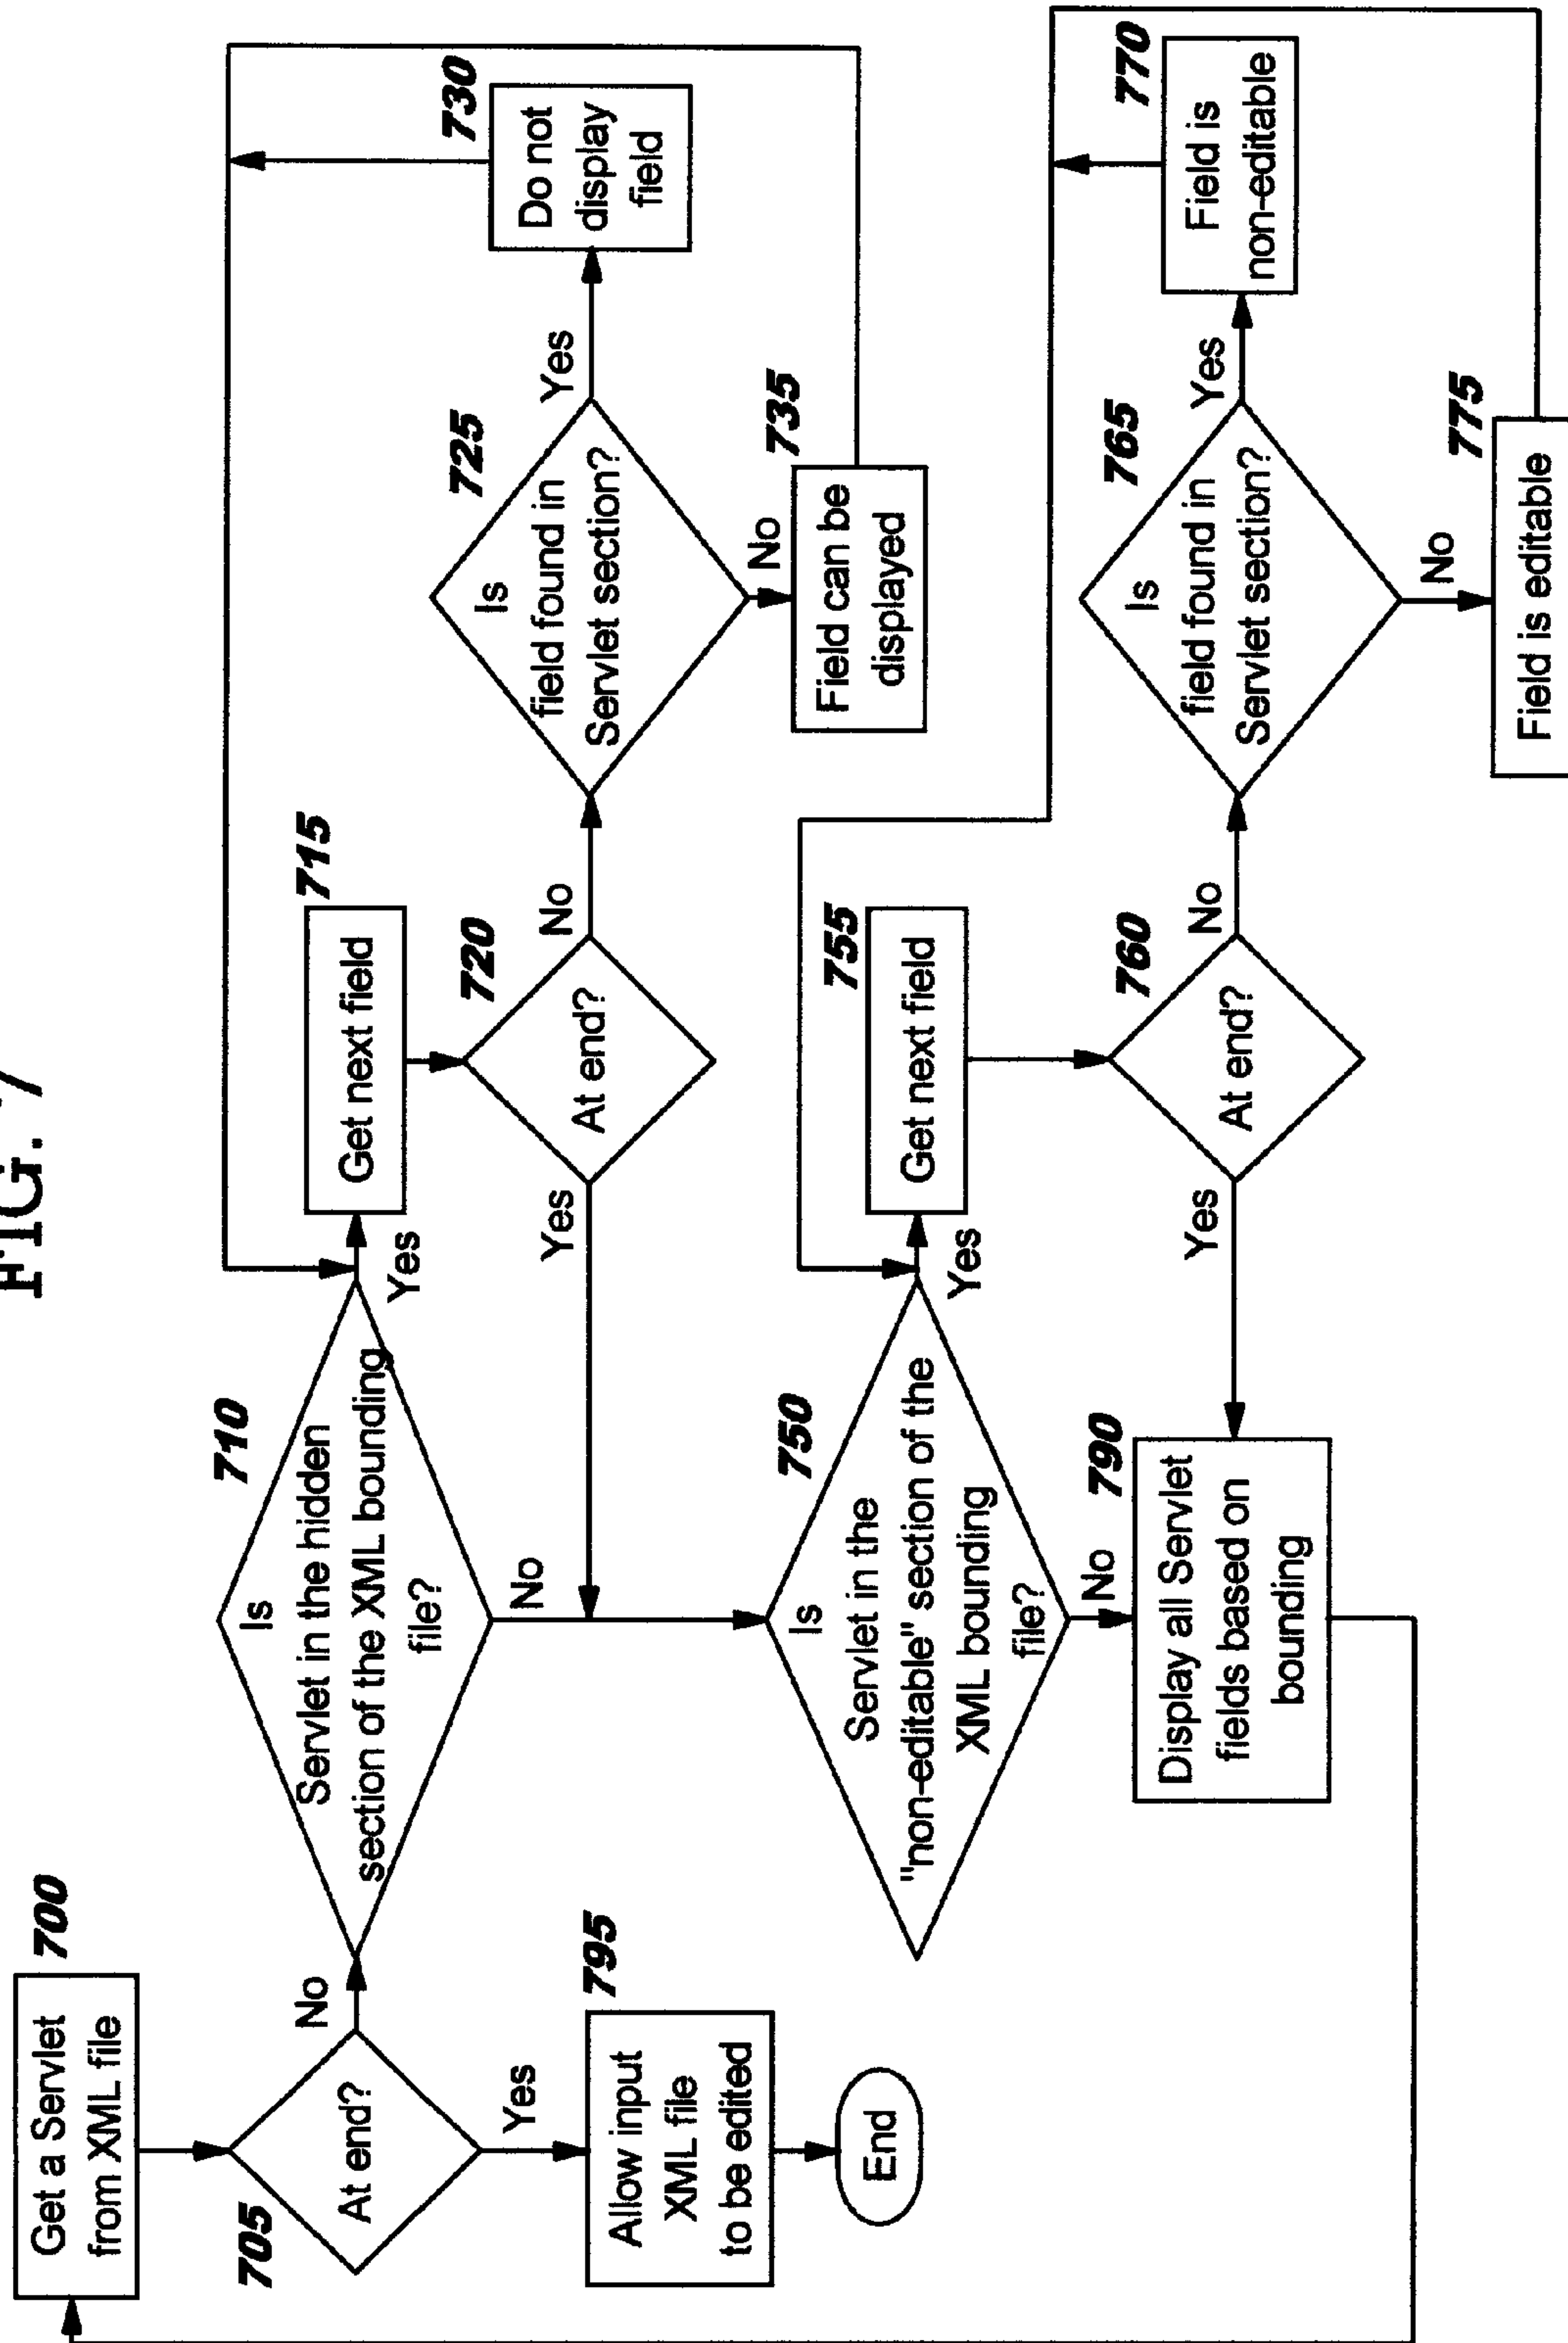 FIG. 7
700
Get a Servlet
from XML file
705
At end?
No
Yes
795
Allow input
XML file
to be edited
End
710
Is
Servlet in the hidden
section of the XML bounding
file?
Yes
No
715
Get next field
720
At end?
Yes
No
725
Is
field found in
Servlet section?
Yes
No
730
Do not
display
field
735
Field can be
displayed
750
Is
Servlet in the
"non-editable" section of the
XML bounding
file?
Yes
No
755
Get next field
760
At end?
Yes
No
765
Is
field found in
Servlet section?
Yes
No
770
Field is
non-editable
775
Field is editable
790
Display all Servlet
fields based on
bounding